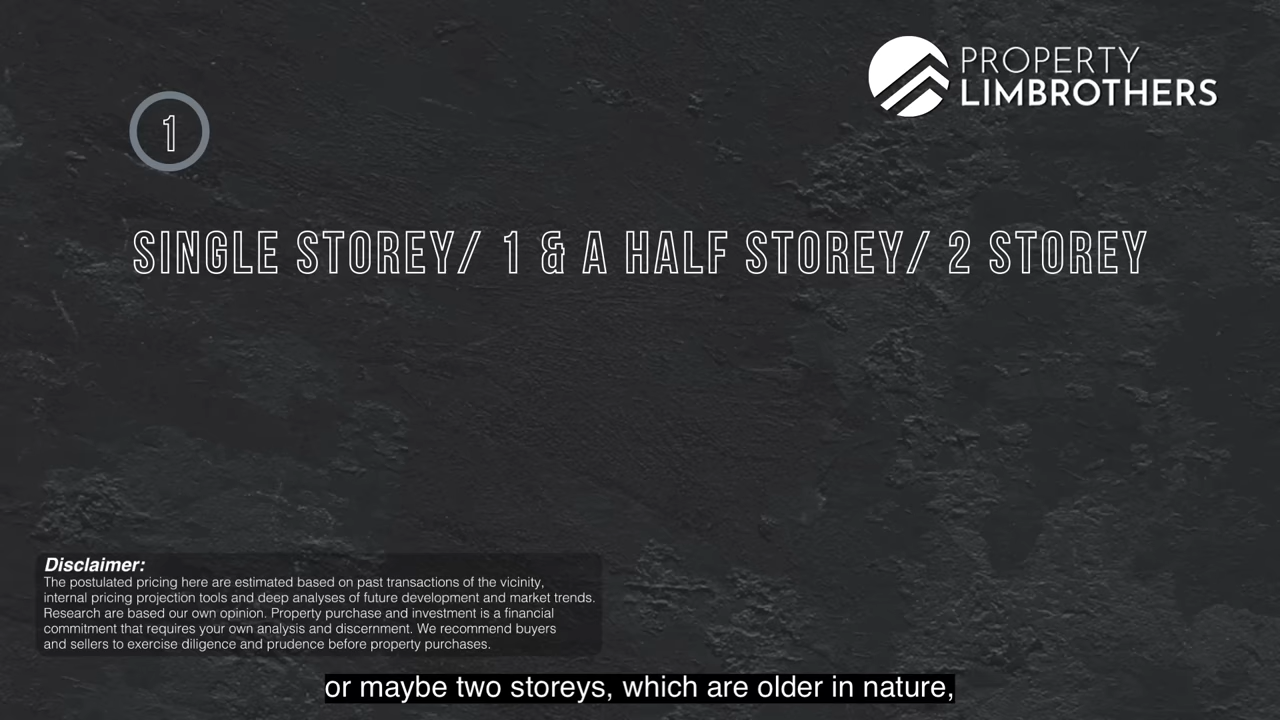 PROPERTY
LIMBROTHERS
1
SINGLE STOREY/ 1 & A HALF STOREY/ 2 STOREY
Disclaimer:
The postulated pricing here are estimated based on past transactions of the vicinity,
internal pricing projection tools and deep analyses of future development and market trends.
Research are based our own opinion. Property purchase and investment is a financial
commitment that requires your own analysis and discernment. We recommend buyers
and sellers to exercise diligence and prudence before property purchases.
or maybe two storeys, which are older in nature,